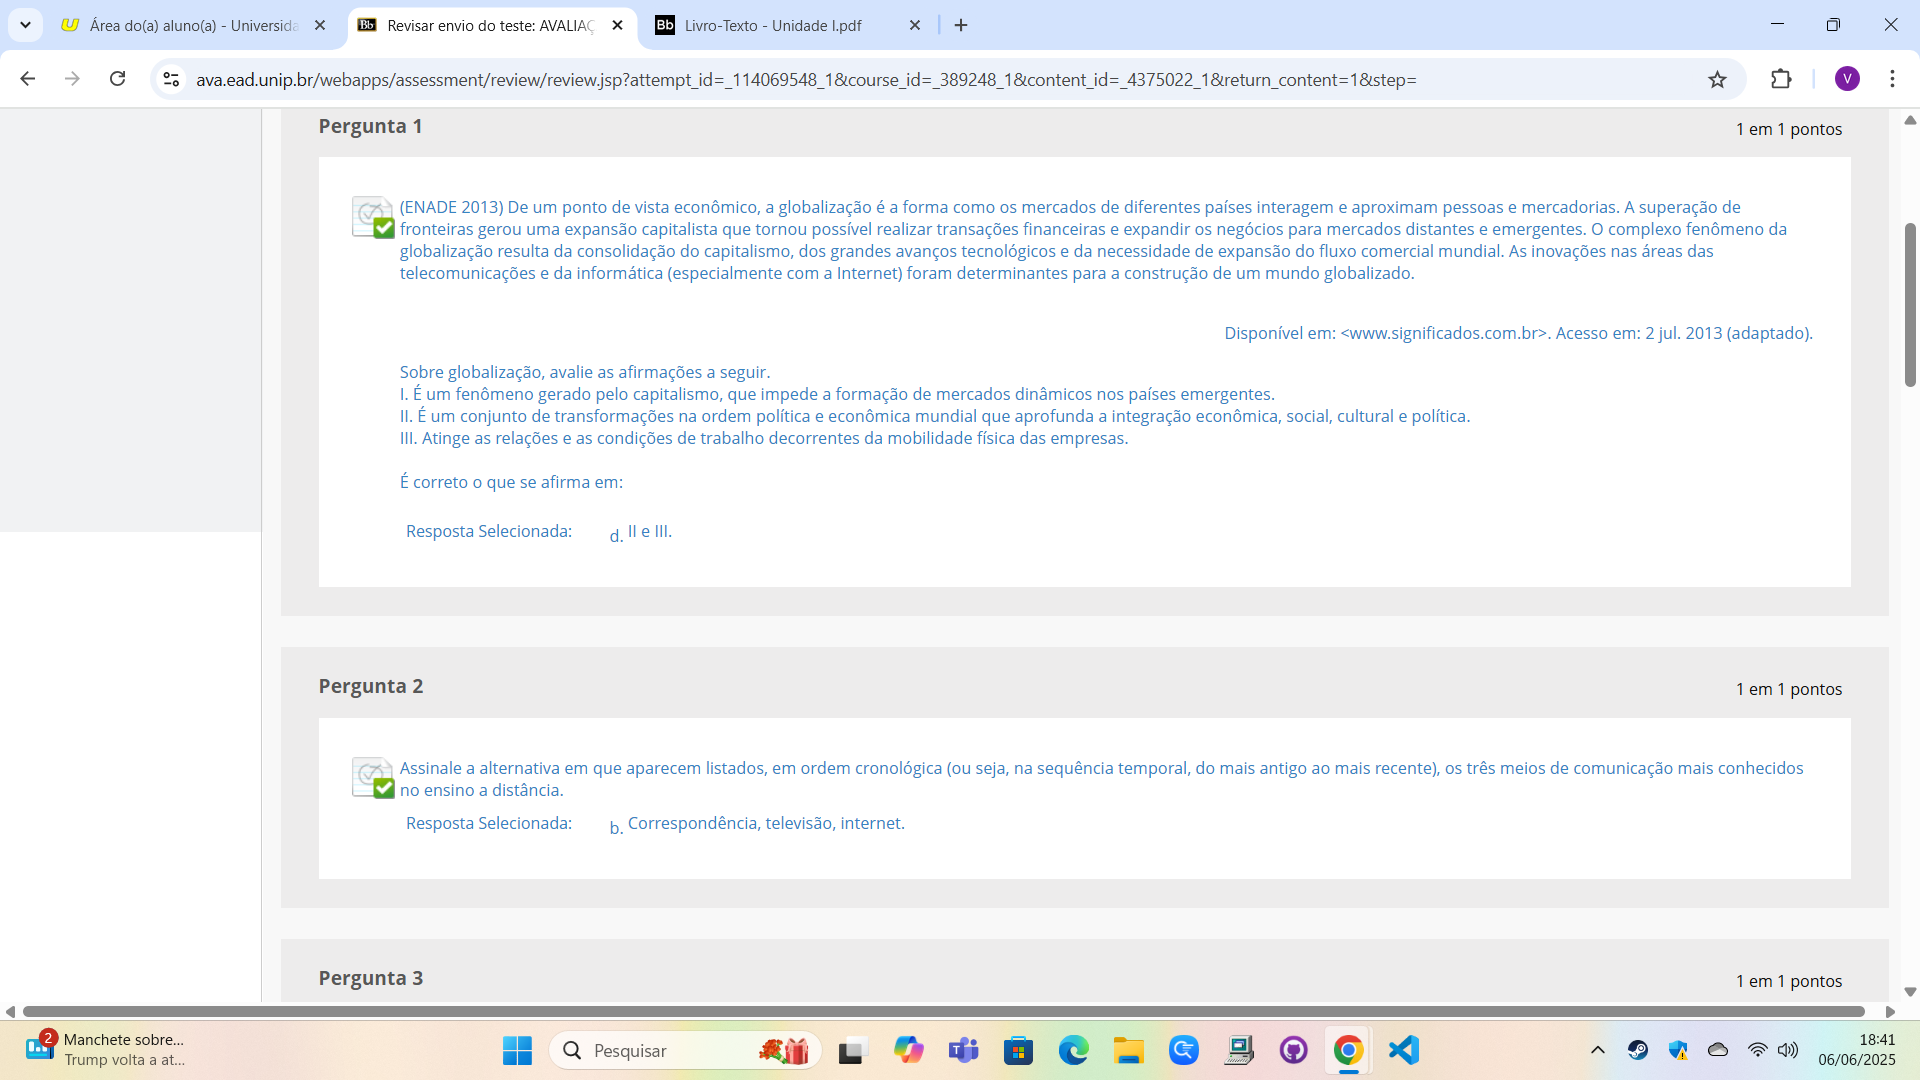 Área do(a) aluno(a) - Universida
Bb
Revisar envio do teste: AVALIAÇ
Bb
Livro-Texto - Unidade I.pdf
ava.ead.unip.br/webapps/assessment/review/review.jsp?attempt_id=_114069548_1&course_id=_389248_1&content_id=_4375022_1&return_content=1&step=
V
Pergunta 1
1 em 1 pontos
(ENADE 2013) De um ponto de vista econômico, a globalização é a forma como os mercados de diferentes países interagem e aproximam pessoas e mercadorias. A superação de
fronteiras gerou uma expansão capitalista que tornou possível realizar transações financeiras e expandir os negócios para mercados distantes e emergentes. O complexo fenômeno da
globalização resulta da consolidação do capitalismo, dos grandes avanços tecnológicos e da necessidade de expansão do fluxo comercial mundial. As inovações nas áreas das
telecomunicações e da informática (especialmente com a Internet) foram determinantes para a construção de um mundo globalizado.
Disponível em: <www.significados.com.br>. Acesso em: 2 jul. 2013 (adaptado).
Sobre globalização, avalie as afirmações a seguir.
I. É um fenômeno gerado pelo capitalismo, que impede a formação de mercados dinâmicos nos países emergentes.
II. É um conjunto de transformações na ordem política e econômica mundial que aprofunda a integração econômica, social, cultural e política.
III. Atinge as relações e as condições de trabalho decorrentes da mobilidade física das empresas.
É correto o que se afirma em:
Resposta Selecionada: d. II e III.
Pergunta 2
1 em 1 pontos
Assinale a alternativa em que aparecem listados, em ordem cronológica (ou seja, na sequência temporal, do mais antigo ao mais recente), os três meios de comunicação mais conhecidos
no ensino a distância.
Resposta Selecionada: b. Correspondência, televisão, internet.
Pergunta 3
1 em 1 pontos
2
Manchete sobre...
Trump volta a at...
Pesquisar
18:41
06/06/2025